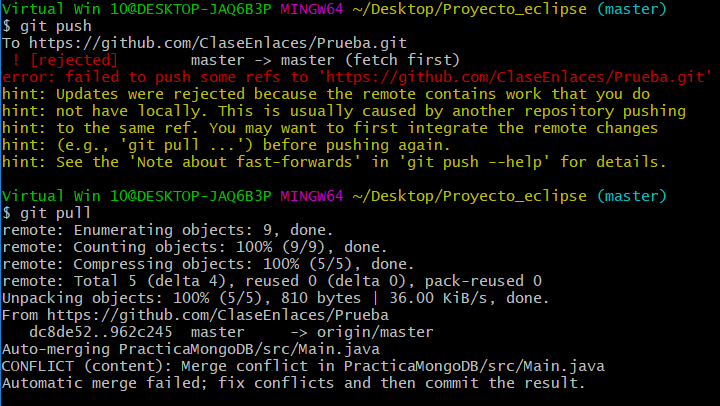 Virtual Win 10@DESKTOP-JAQ6B3P MINGW64 ~/Desktop/Proyecto_eclipse (master)
$ git push
To https://github.com/ClaseEnlaces/Prueba.git
 ! [rejected]        master -> master (fetch first)
error: failed to push some refs to 'https://github.com/ClaseEnlaces/Prueba.git'
hint: Updates were rejected because the remote contains work that you do
hint: not have locally. This is usually caused by another repository pushing
hint: to the same ref. You may want to first integrate the remote changes
hint: (e.g., 'git pull ...') before pushing again.
hint: See the 'Note about fast-forwards' in 'git push --help' for details.

Virtual Win 10@DESKTOP-JAQ6B3P MINGW64 ~/Desktop/Proyecto_eclipse (master)
$ git pull
remote: Enumerating objects: 9, done.
remote: Counting objects: 100% (9/9), done.
remote: Compressing objects: 100% (5/5), done.
remote: Total 5 (delta 4), reused 0 (delta 0), pack-reused 0
Unpacking objects: 100% (5/5), 810 bytes | 36.00 KiB/s, done.
From https://github.com/ClaseEnlaces/Prueba
   dc8de52..962c245  master     -> origin/master
Auto-merging PracticaMongoDB/src/Main.java
CONFLICT (content): Merge conflict in PracticaMongoDB/src/Main.java
Automatic merge failed; fix conflicts and then commit the result.